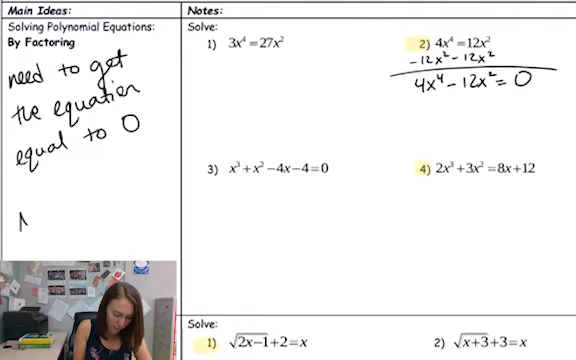 Main Ideas:
Notes:
Solving Polynomial Equations:
By Factoring
need to get
the equation
equal to 0
Solve:
1) 3x⁴ = 27x²
2) 4x⁴ = 12x²
-12x² -12x²
4x⁴ - 12x² = 0
3) x³ + x² - 4x - 4 = 0
4) 2x³ + 3x² = 8x + 12
Solve:
1) √(2x-1) + 2 = x
2) √(x+3) + 3 = x